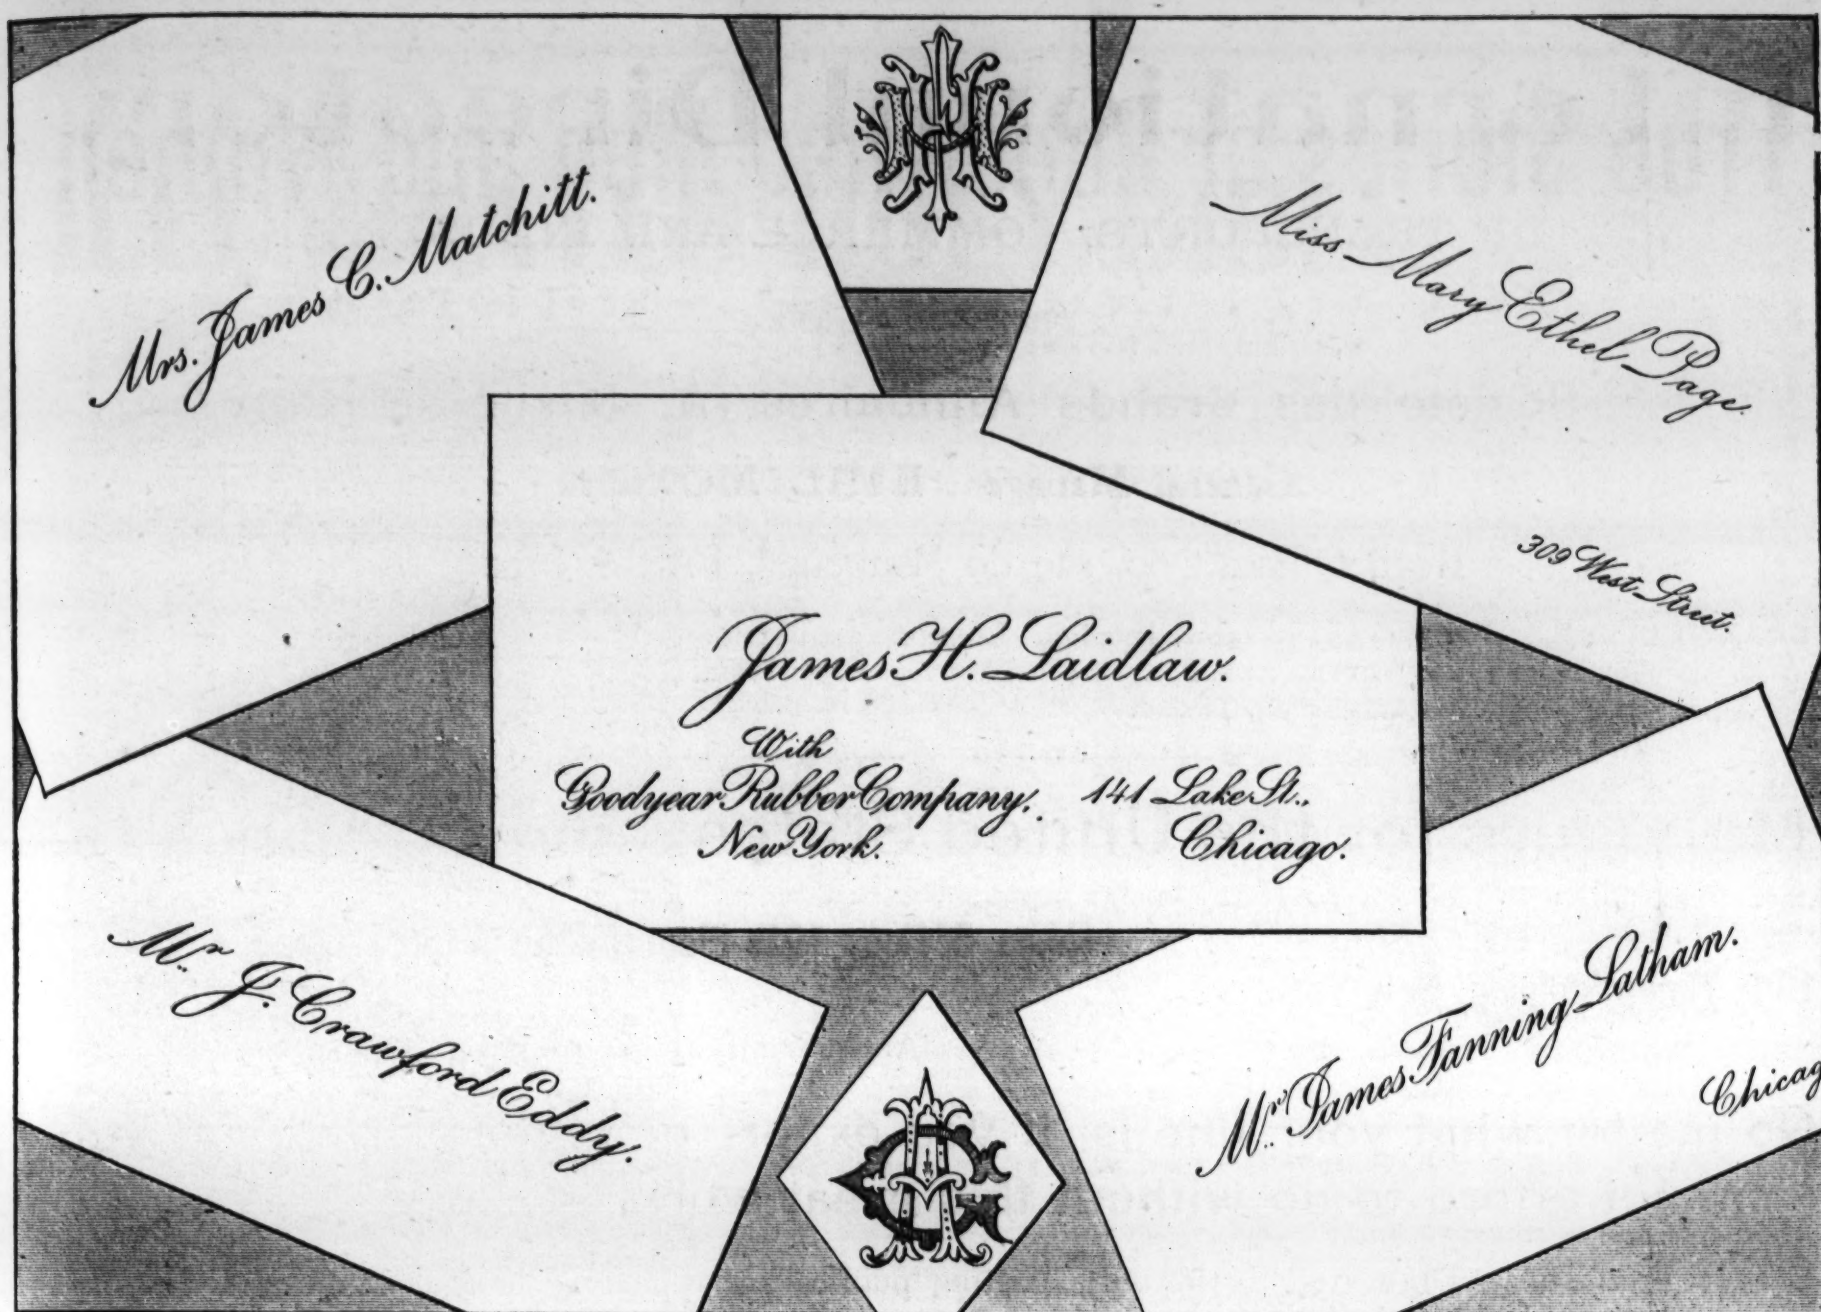 Mrs. James C. Matchitt.
Miss Mary Ethel Page.
309 West Street.
James H. Laidlaw.
With
Goodyear Rubber Company. 141 Lake St.,
New York. Chicago.
Mr. J. Crawford Eddy.
Mr. James Fanning Latham.
Chicag